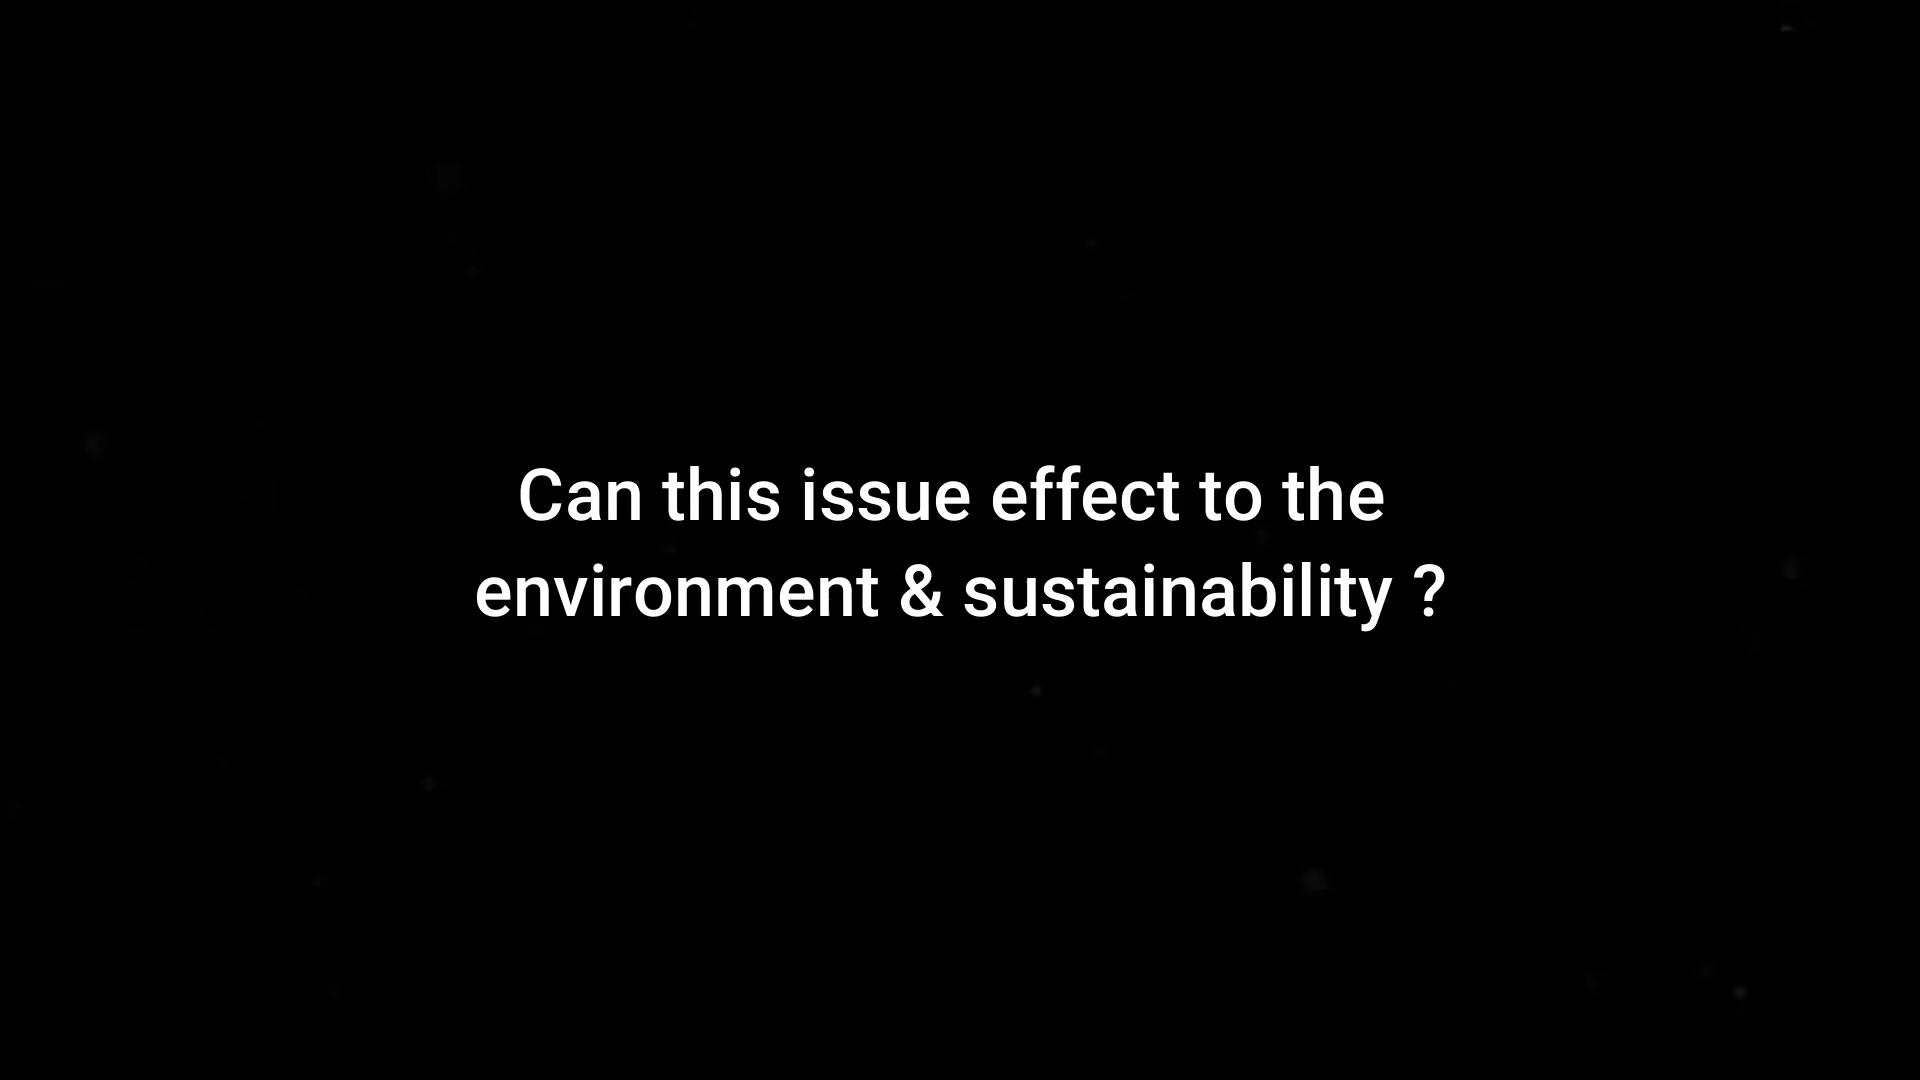 Can this issue effect to the
environment & sustainability ?